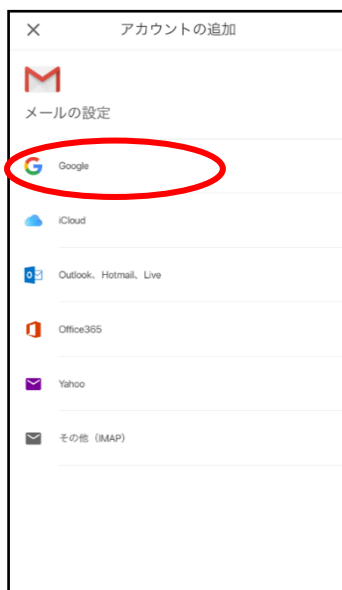 アカウントの追加
メールの設定
Google
iCloud
Outlook、Hotmail、Live
Office365
Yahoo
その他（IMAP）